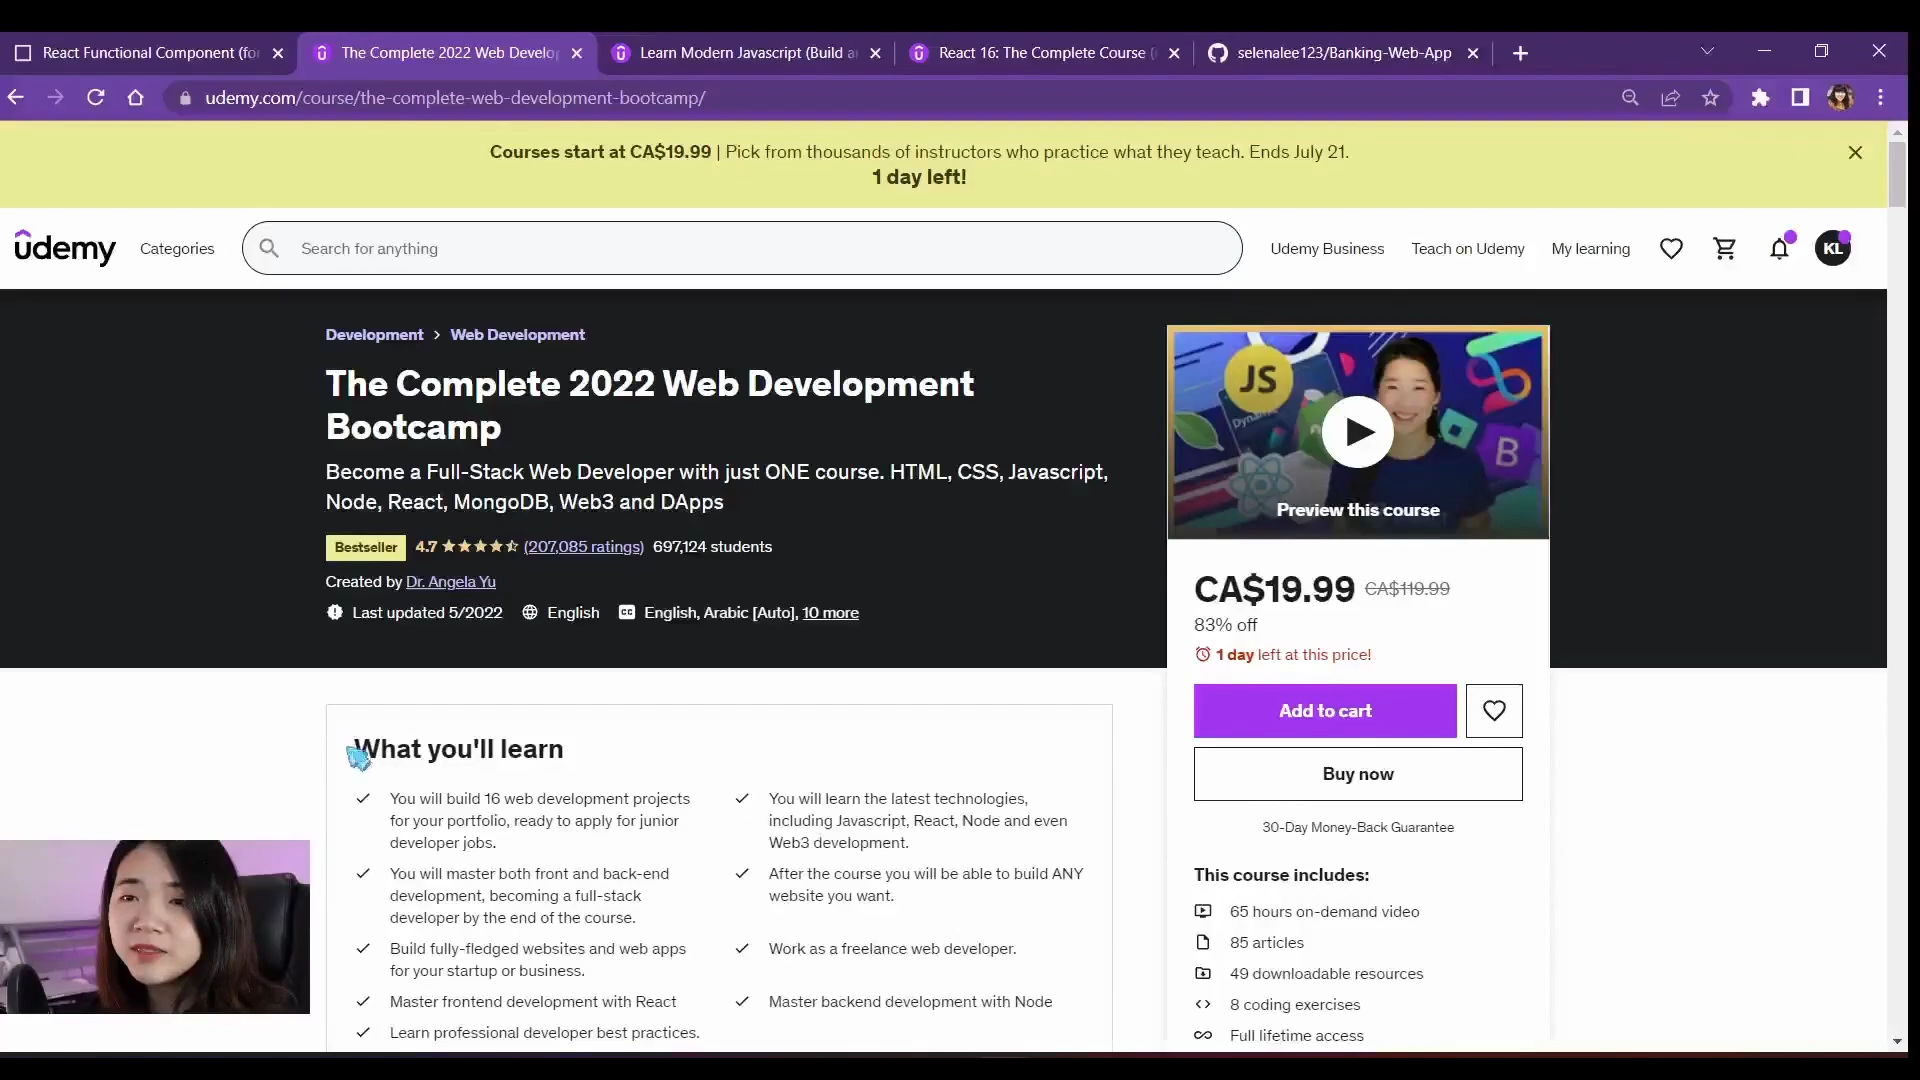 React Functional Component (fo
The Complete 2022 Web Develop
Learn Modern Javascript (Build a
React 16: The Complete Course (
selenalee123/Banking-Web-App
udemy.com/course/the-complete-web-development-bootcamp/
Courses start at CA$19.99 | Pick from thousands of instructors who practice what they teach. Ends July 21.
1 day left!
udemy
Categories
Search for anything
Udemy Business
Teach on Udemy
My learning
KL
Development > Web Development
The Complete 2022 Web Development
Bootcamp
Become a Full-Stack Web Developer with just ONE course. HTML, CSS, Javascript,
Node, React, MongoDB, Web3 and DApps
Bestseller 4.7 (207,085 ratings) 697,124 students
Created by Dr. Angela Yu
Last updated 5/2022 English CC English, Arabic [Auto], 10 more
JS
B
Preview this course
CA$19.99 CA$119.99
83% off
1 day left at this price!
Add to cart
Buy now
30-Day Money-Back Guarantee
This course includes:
65 hours on-demand video
85 articles
49 downloadable resources
8 coding exercises
Full lifetime access
What you'll learn
You will build 16 web development projects
for your portfolio, ready to apply for junior
developer jobs.
You will learn the latest technologies,
including Javascript, React, Node and even
Web3 development.
You will master both front and back-end
development, becoming a full-stack
developer by the end of the course.
After the course you will be able to build ANY
website you want.
Build fully-fledged websites and web apps
for your startup or business.
Work as a freelance web developer.
Master frontend development with React
Master backend development with Node
Learn professional developer best practices.